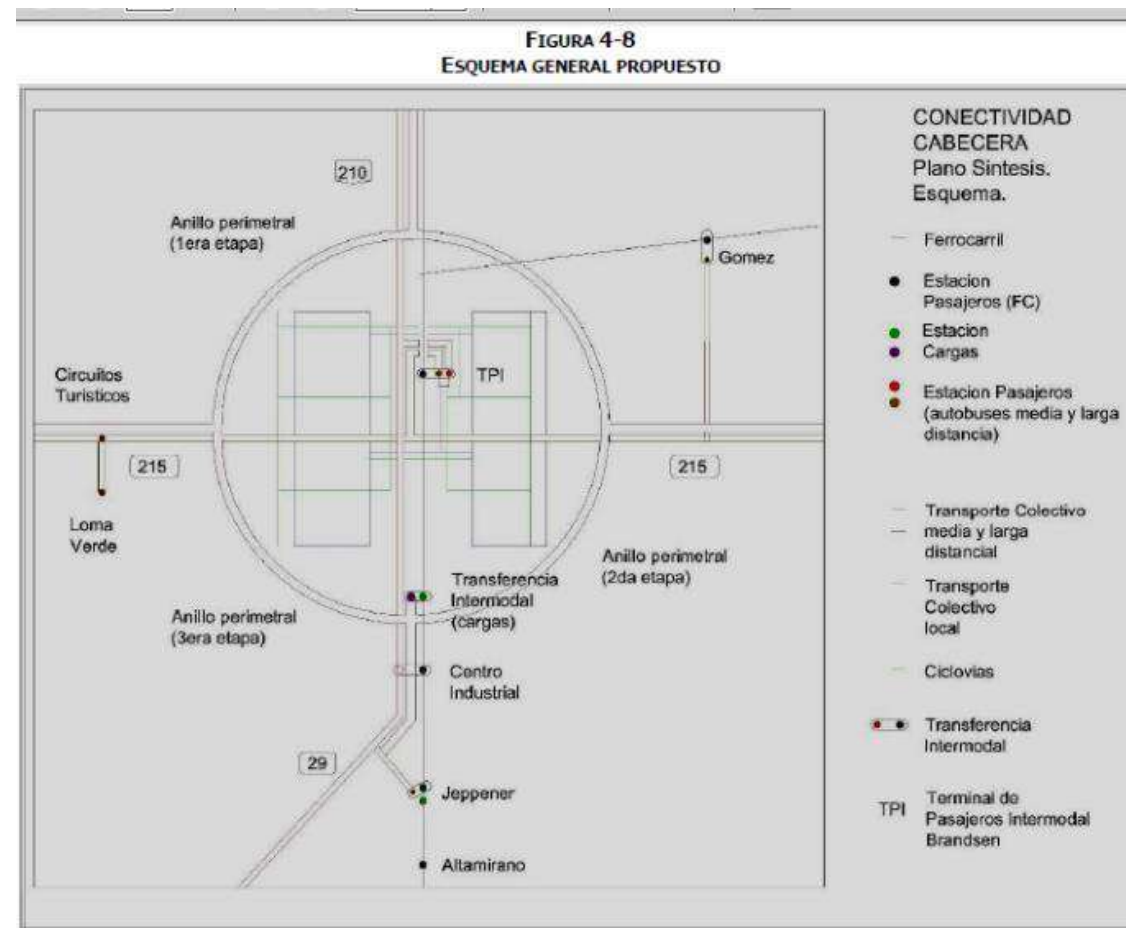 FIGURA 4-8
ESQUEMA GENERAL PROPUESTO
210
Anillo perimetral
(1era etapa)
Gomez
Circuitos
Turisticos
TPI
215
215
Loma
Verde
Anillo perimetral
(2da etapa)
Transferencia
Intermodal
(cargas)
Anillo perimetral
(3era etapa)
Centro
Industrial
29
Jeppener
Altamirano
CONECTIVIDAD
CABECERA
Plano Sintesis.
Esquema.
Ferrocarril
Estacion
Pasajeros (FC)
Estacion
Cargas
Estacion Pasajeros
(autobuses media y larga
distancia)
Transporte Colectivo
media y larga
distancial
Transporte
Colectivo
local
Ciclovias
Transferencia
Intermodal
TPI
Terminal de
Pasajeros Intermodal
Brandsen